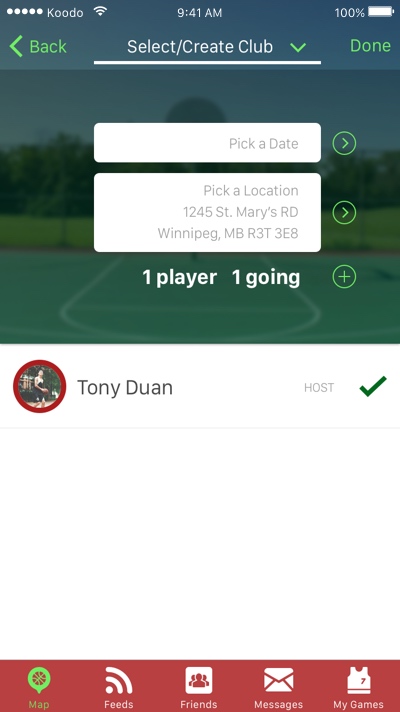 Koodo 9:41 AM 100%
Back Select/Create Club Done
Pick a Date
Pick a Location
1245 St. Mary's RD
Winnipeg, MB R3T 3E8
1 player 1 going
Tony Duan HOST
7
Map Feeds Friends Messages My Games